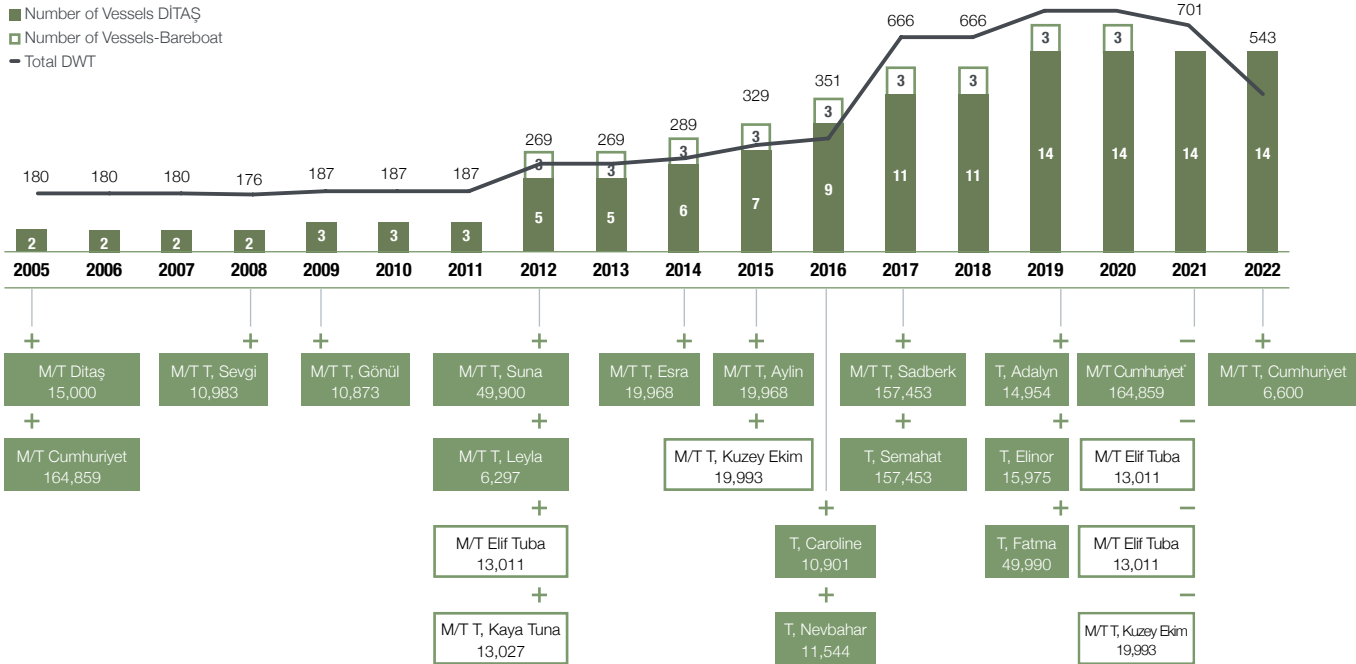 Number of Vessels DİTAŞ
Number of Vessels-Bareboat
Total DWT
180 180 180 176 187 187 187 269 269 289 329 351 666 666 701 543
3 3 3 3 3 3 3 3 3
2 2 2 2 3 3 3 5 5 6 7 9 11 11 14 14 14 14
2005 2006 2007 2008 2009 2010 2011 2012 2013 2014 2015 2016 2017 2018 2019 2020 2021 2022
+ + + + + + + + − +
M/T Ditaş
15,000
M/T T, Sevgi
10,983
M/T T, Gönül
10,873
M/T T, Suna
49,900
M/T T, Esra
19,968
M/T T, Aylin
19,968
M/T T, Sadberk
157,453
T, Adalyn
14,954
M/T Cumhuriyet*
164,859
M/T T, Cumhuriyet
6,600
+ + + + + −
M/T Cumhuriyet
164,859
M/T T, Leyla
6,297
M/T T, Kuzey Ekim
19,993
T, Semahat
157,453
T, Elinor
15,975
M/T Elif Tuba
13,011
+ + + −
M/T Elif Tuba
13,011
T, Caroline
10,901
T, Fatma
49,990
M/T Elif Tuba
13,011
+ + −
M/T T, Kaya Tuna
13,027
T, Nevbahar
11,544
M/T T, Kuzey Ekim
19,993